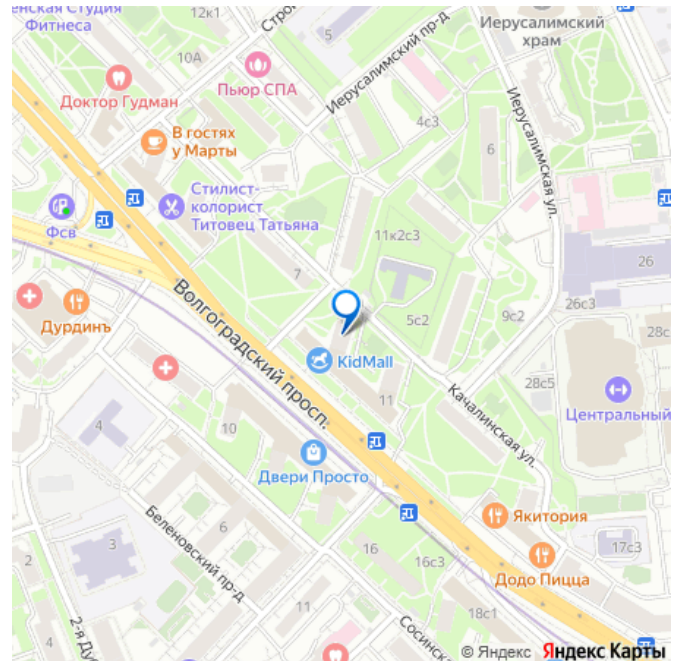 нская Студия
Фитнеса
12к1
Стро
5
Иерусалимский
храм
10А
Пьюр СПА
Иерусалимский пр-д
Доктор Гудман
4с3
В гостях
у Марты
6
Иерусалимская ул.
Стилист-
колорист
Титовец Татьяна
Фсв
11к2с3
26
7
26с3
Волгоградский просп.
5с2
9с2
28с
Дурдинъ
KidMall
28с5
11
Качалинская ул.
Центральный
4
10
Двери Просто
Якитория
Беленовский пр-д
6
3
16
17с3
2
16с3
Додо Пицца
11
18с1
2-я Ду
Сосинск
© Яндекс Яндекс Карты